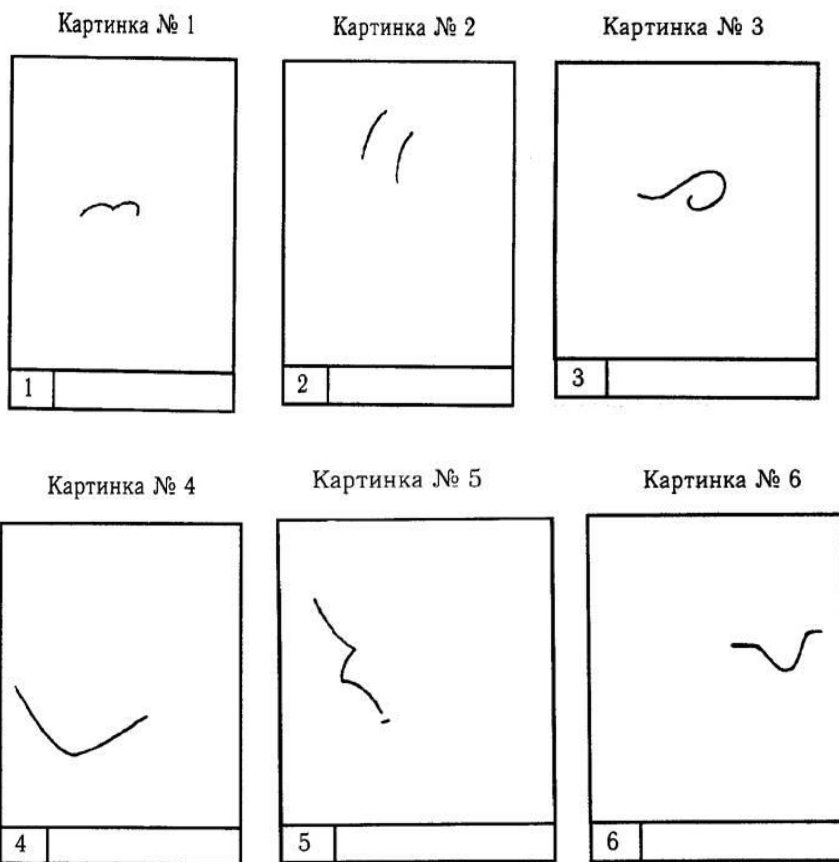 Картинка № 1
Картинка № 2
Картинка № 3
1
2
3
Картинка № 4
Картинка № 5
Картинка № 6
4
5
6